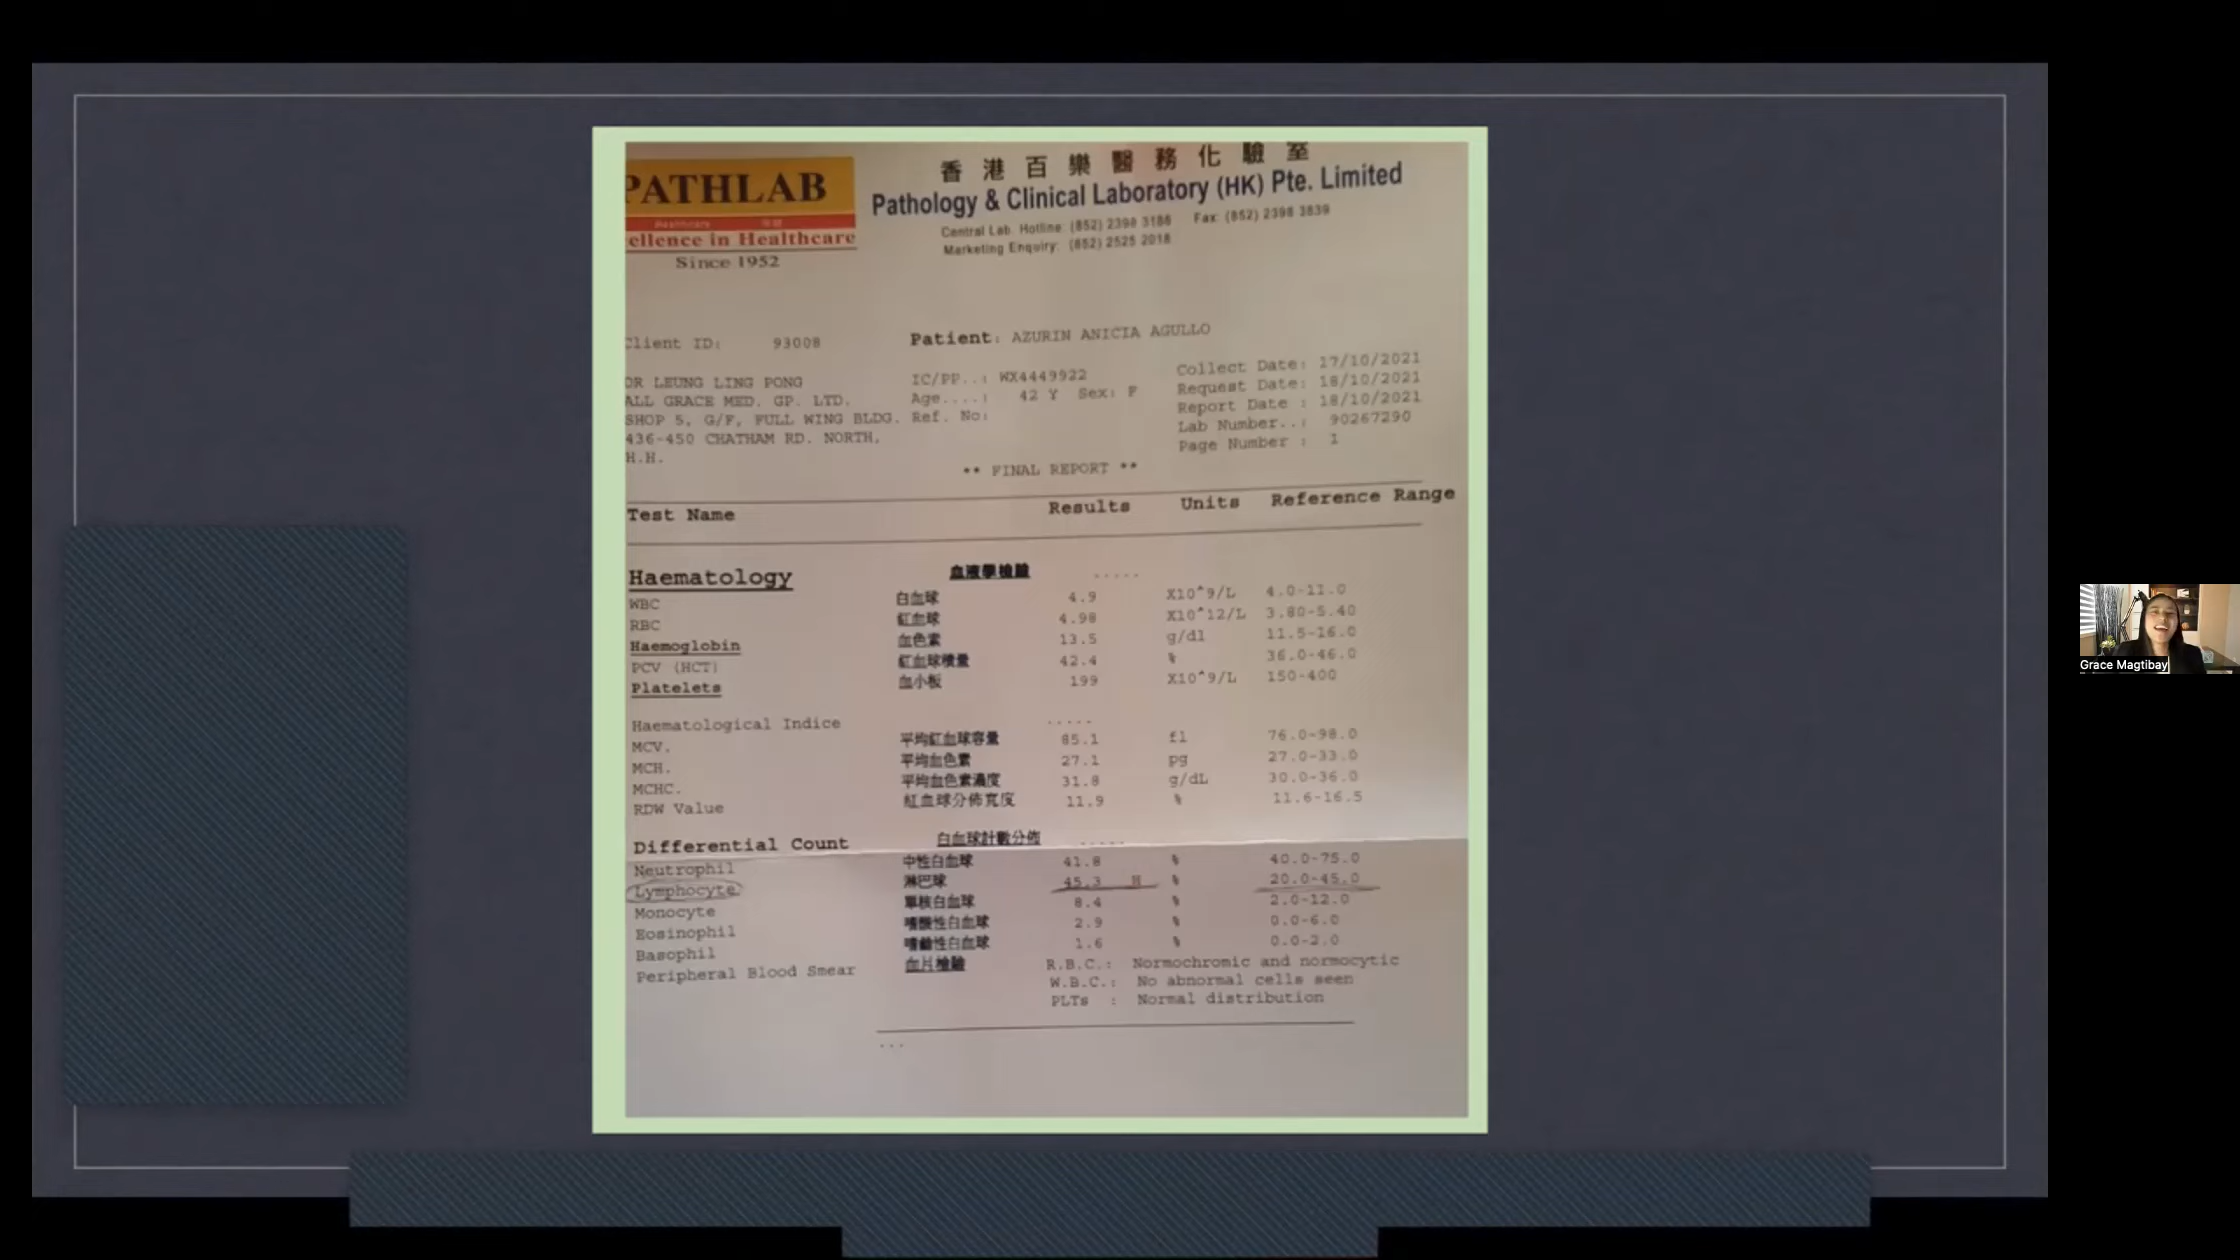 PATHLAB
Healthcare
ellence in Healthcare
Since 1952
香港百樂醫務化驗室
Pathology & Clinical Laboratory (HK) Pte. Limited
Central Lab. Hotline: (852) 2398 3186 Fax: (852) 2398 3839
Marketing Enquiry: (852) 2525 2018
Client ID: 93008 Patient: AZURIN ANICIA AGULLO
DR LEUNG LING PONG
ALL GRACE MED. GP. LTD.
SHOP 5, G/F, FULL WING BLDG.
436-450 CHATHAM RD. NORTH,
H.H.
IC/PP..: WX4449922
Age....: 42 Y Sex: F
Ref. No:
Collect Date: 17/10/2021
Request Date: 18/10/2021
Report Date : 18/10/2021
Lab Number..: 90267290
Page Number : 1
** FINAL REPORT **
Test Name Results Units Reference Range
Haematology 血液學檢驗 .....
WBC 白血球 4.9 X10^9/L 4.0-11.0
RBC 紅血球 4.98 X10^12/L 3.80-5.40
Haemoglobin 血色素 13.5 g/dl 11.5-16.0
PCV (HCT) 紅血球積量 42.4 % 36.0-46.0
Platelets 血小板 199 X10^9/L 150-400
Haematological Indice .....
MCV. 平均紅血球容量 85.1 fl 76.0-98.0
MCH. 平均血色素 27.1 pg 27.0-33.0
MCHC. 平均血色素濃度 31.8 g/dL 30.0-36.0
RDW Value 紅血球分佈寬度 11.9 % 11.6-16.5
Differential Count 白血球計數分佈 .....
Neutrophil 中性白血球 41.8 % 40.0-75.0
Lymphocyte 淋巴球 45.3 H % 20.0-45.0
Monocyte 單核白血球 8.4 % 2.0-12.0
Eosinophil 嗜酸性白血球 2.9 % 0.0-6.0
Basophil 嗜鹼性白血球 1.6 % 0.0-2.0
Peripheral Blood Smear 血片檢驗 R.B.C.: Normochromic and normocytic
W.B.C.: No abnormal cells seen
PLTs : Normal distribution
...
Grace Magtibay